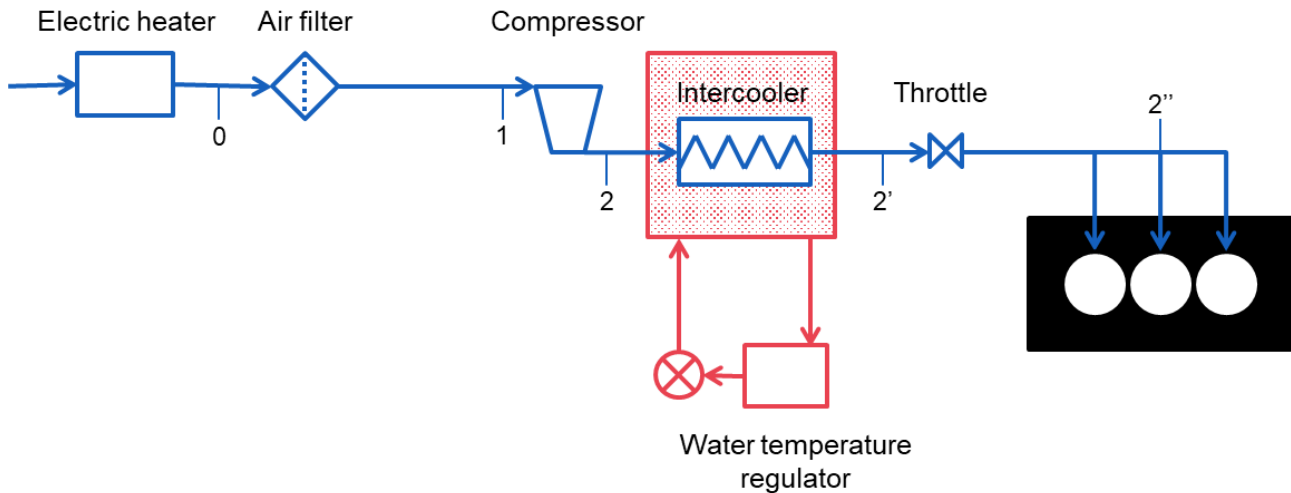 Electric heater
Air filter
Compressor
Intercooler
Throttle
0
1
2
2'
2''
Water temperature
regulator